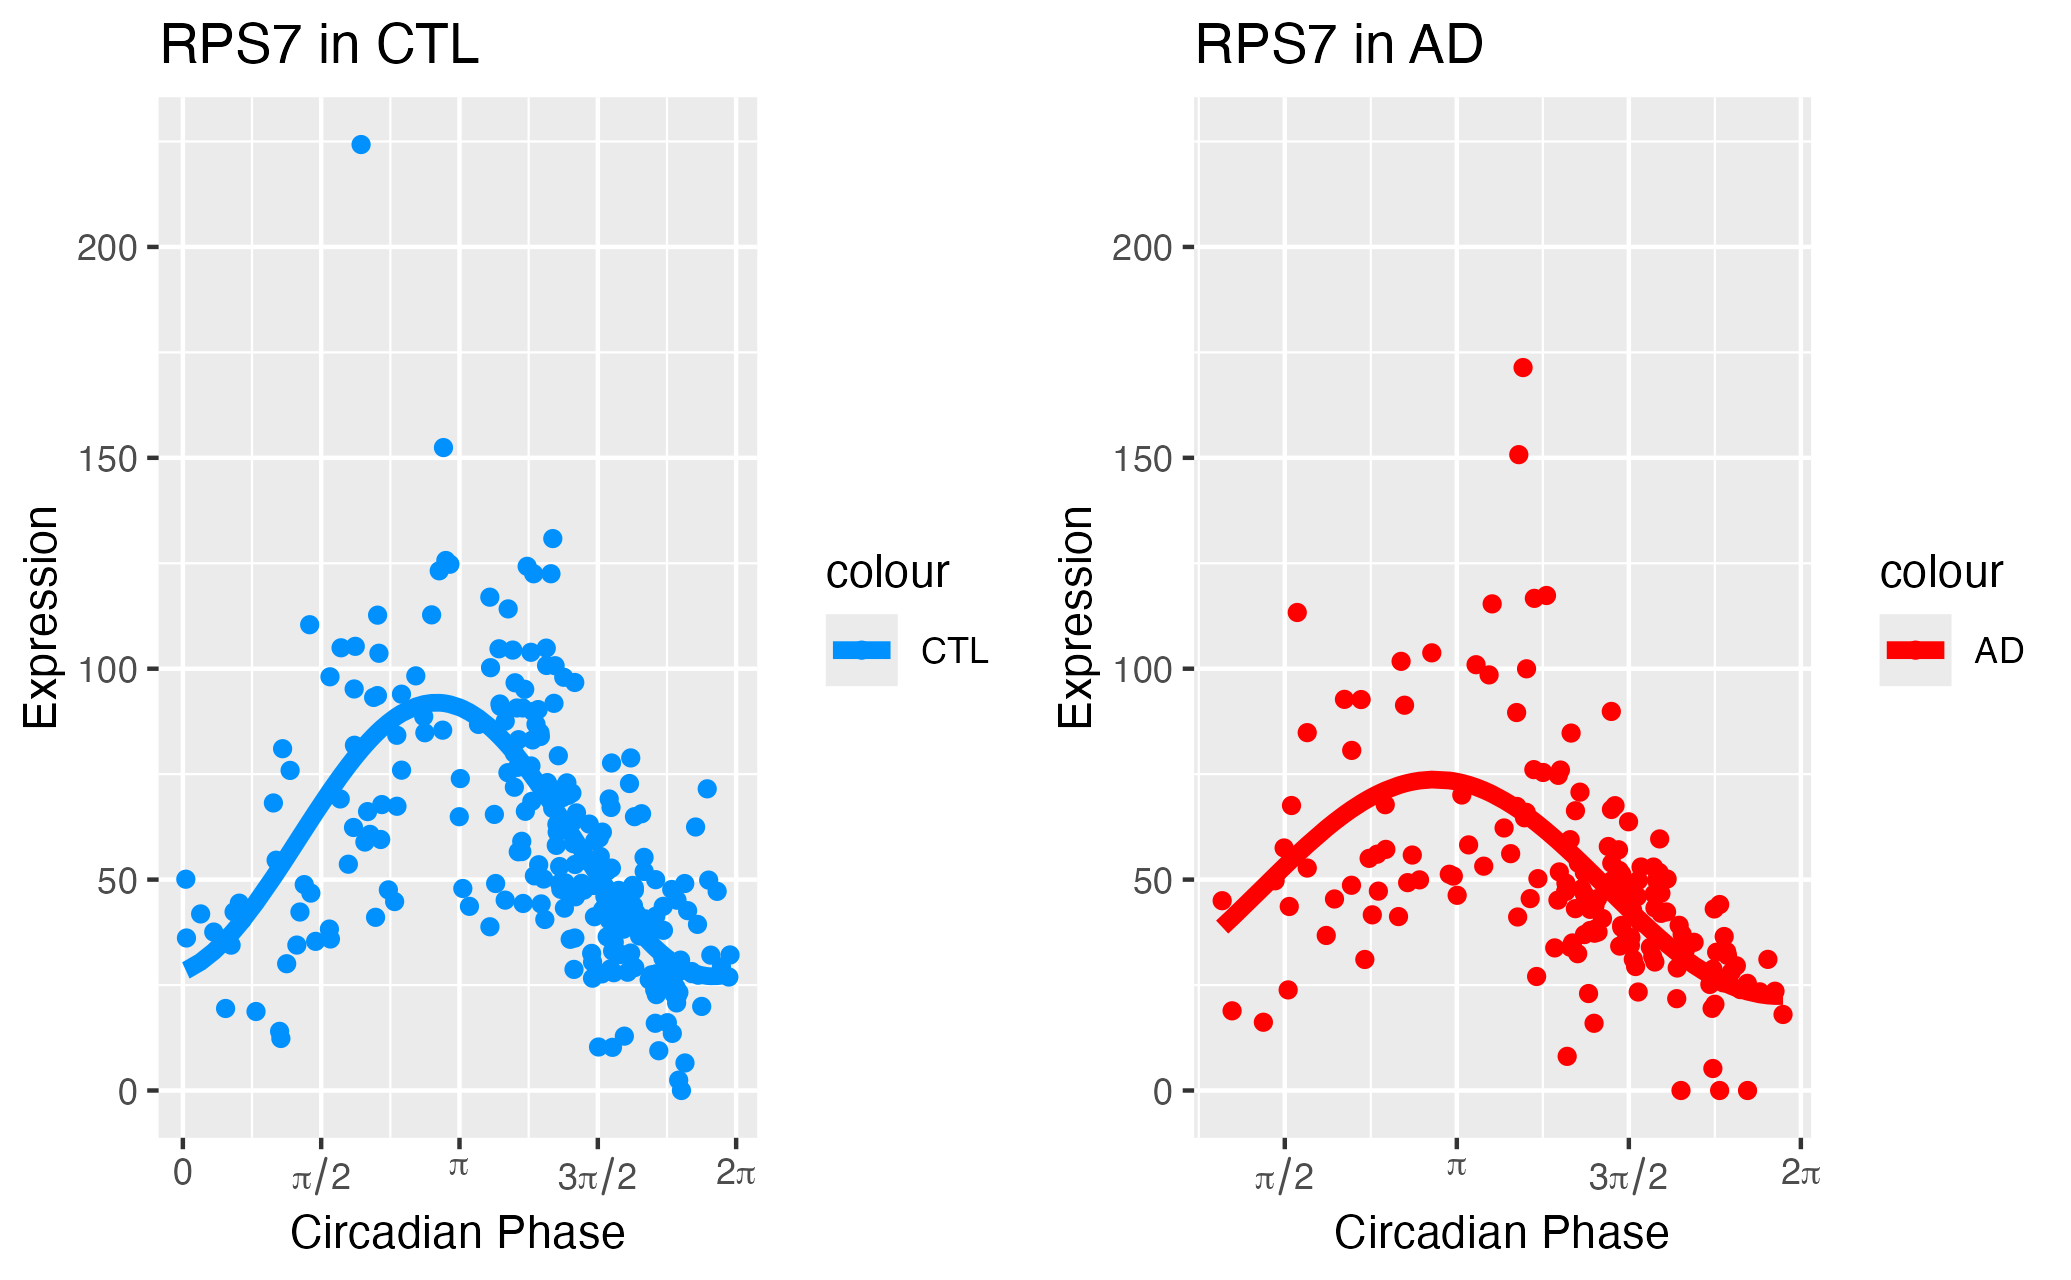 RPS7 in CTL
200
150
100
50
0
Expression
0 π/2 π 3π/2 2π
Circadian Phase
colour
CTL
RPS7 in AD
200
150
100
50
0
Expression
π/2 π 3π/2 2π
Circadian Phase
colour
AD